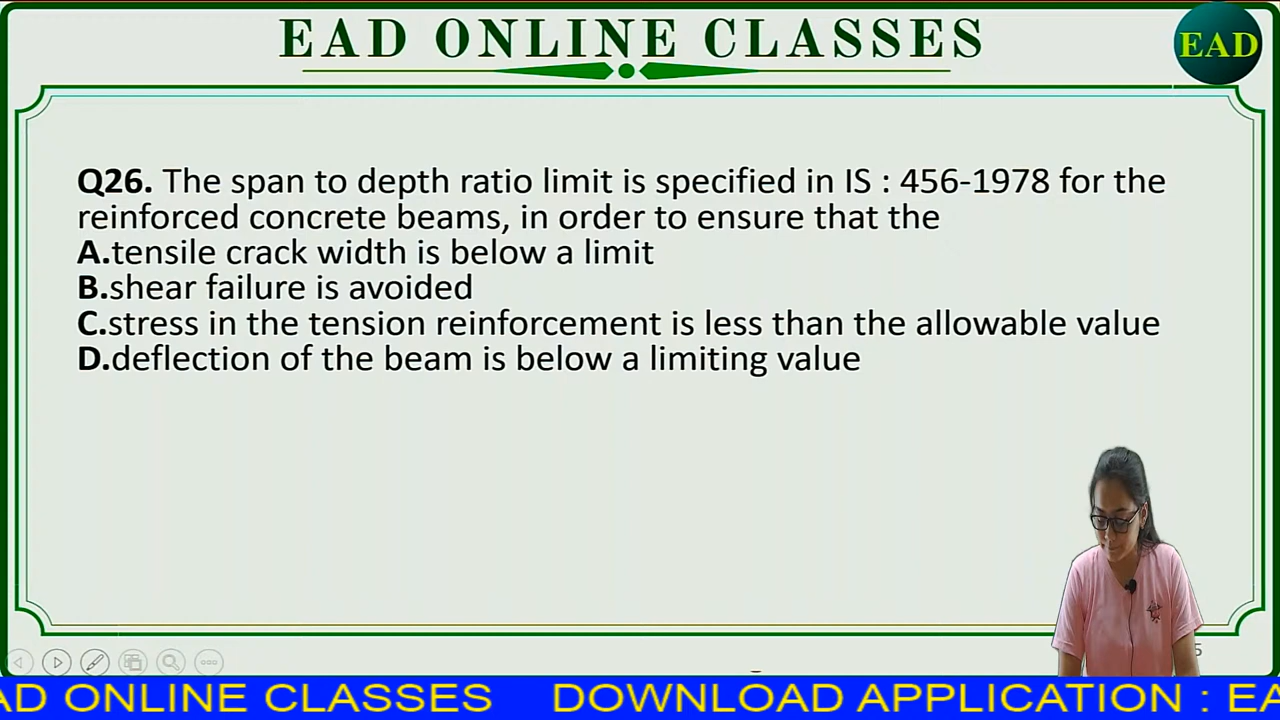 EAD ONLINE CLASSES
EAD
Q26. The span to depth ratio limit is specified in IS : 456-1978 for the
reinforced concrete beams, in order to ensure that the
A.tensile crack width is below a limit
B.shear failure is avoided
C.stress in the tension reinforcement is less than the allowable value
D.deflection of the beam is below a limiting value
5
AD ONLINE CLASSES DOWNLOAD APPLICATION : EA